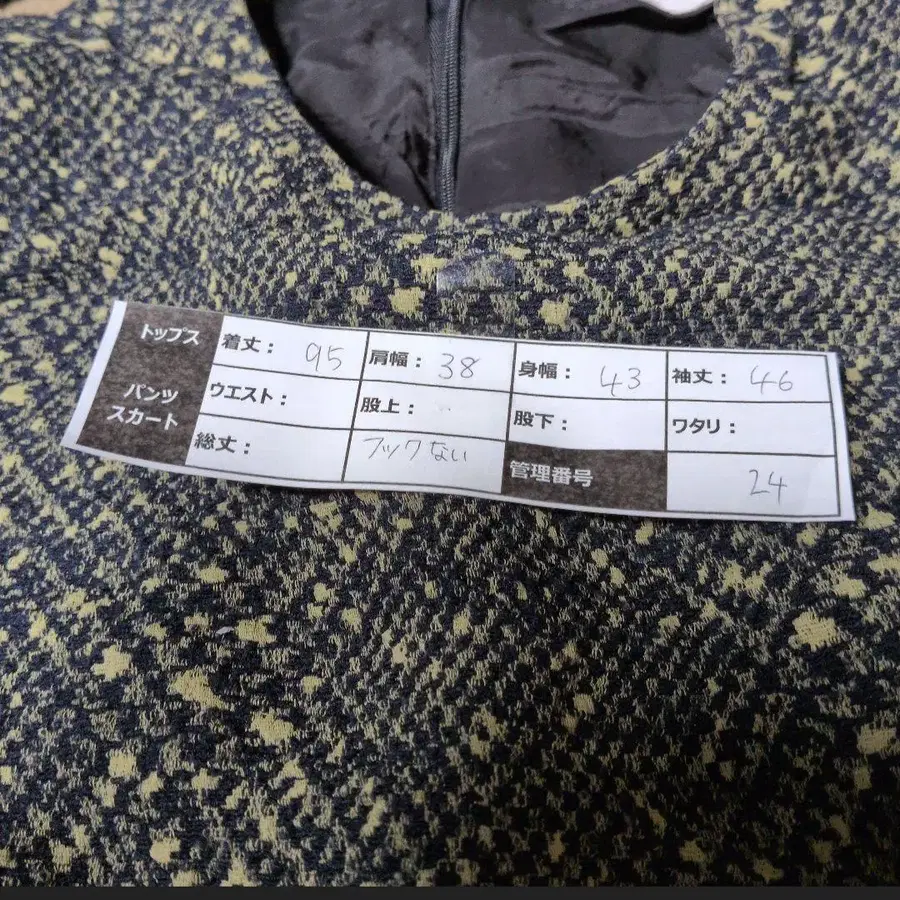 トップス 着丈: 95 肩幅: 38 身幅: 43 袖丈: 46
パンツ スカート ウエスト: 股上: 股下: ワタリ:
総丈: フックない 管理番号 24